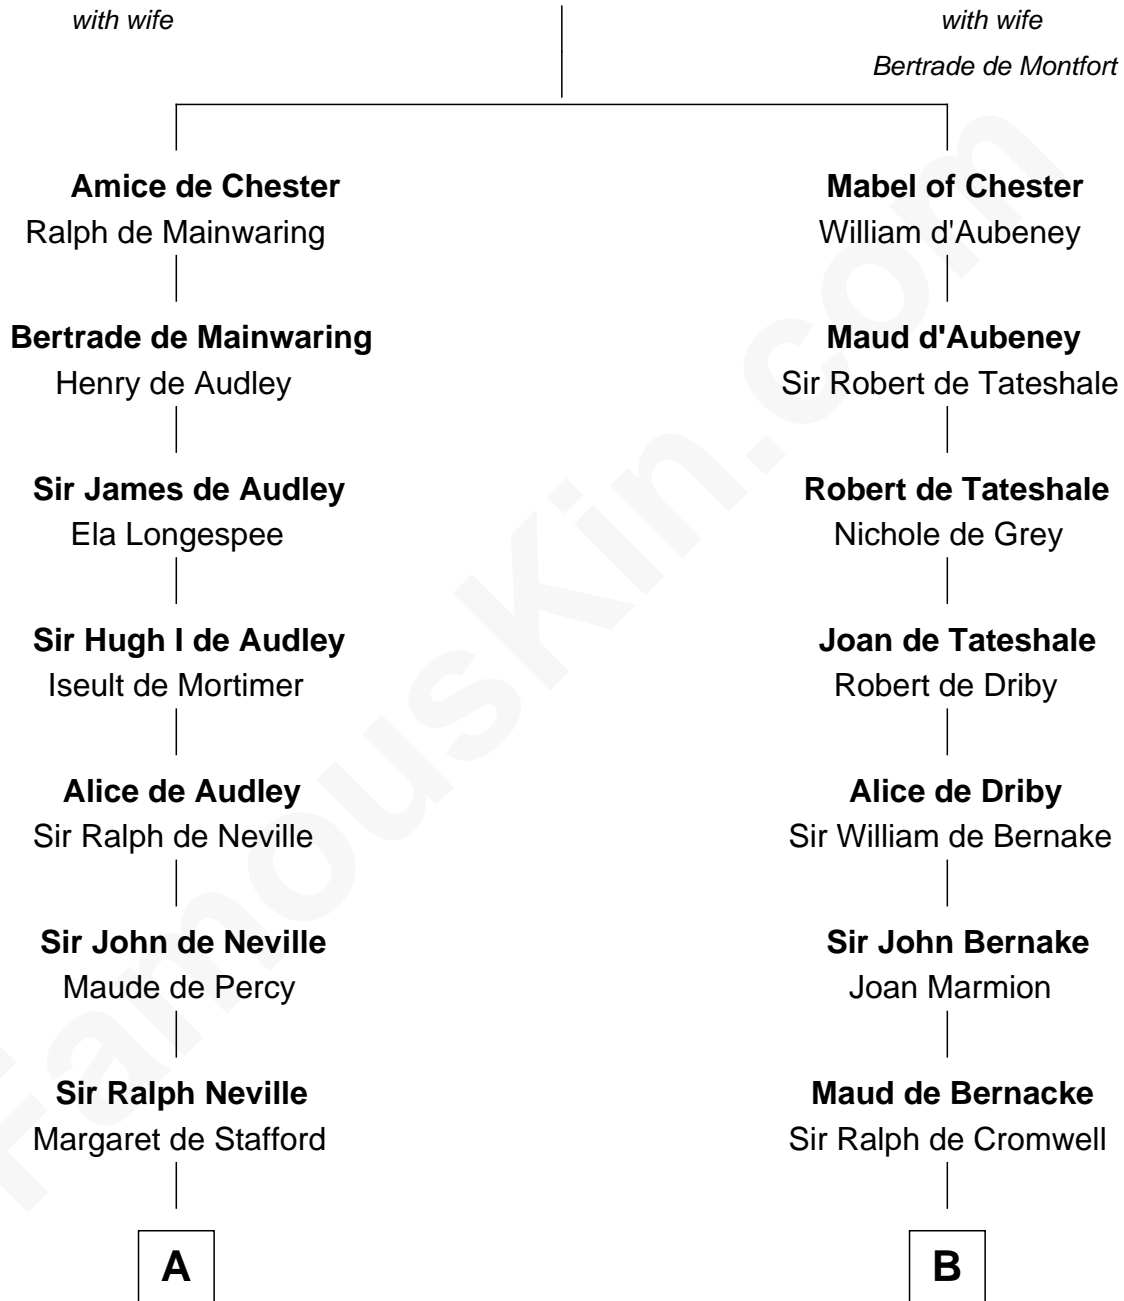 with wife
with wife
Bertrade de Montfort
Amice de Chester
Ralph de Mainwaring
Bertrade de Mainwaring
Henry de Audley
Sir James de Audley
Ela Longespee
Sir Hugh I de Audley
Iseult de Mortimer
Alice de Audley
Sir Ralph de Neville
Sir John de Neville
Maude de Percy
Sir Ralph Neville
Margaret de Stafford
A
Mabel of Chester
William d'Aubeney
Maud d'Aubeney
Sir Robert de Tateshale
Robert de Tateshale
Nichole de Grey
Joan de Tateshale
Robert de Driby
Alice de Driby
Sir William de Bernake
Sir John Bernake
Joan Marmion
Maud de Bernacke
Sir Ralph de Cromwell
B
FamousKin.com